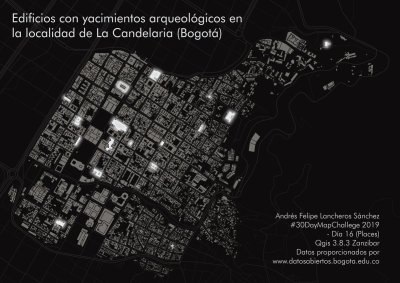 Edificios con yacimientos arqueológicos en
la localidad de La Candelaria (Bogotá)
Andrés Felipe Lancheros Sánchez
#30DayMapChallege 2019
- Día 16 (Places)
Qgis 3.8.3 Zanzibar
Datos proporcionados por
www.datosabiertos.bogota.edu.co